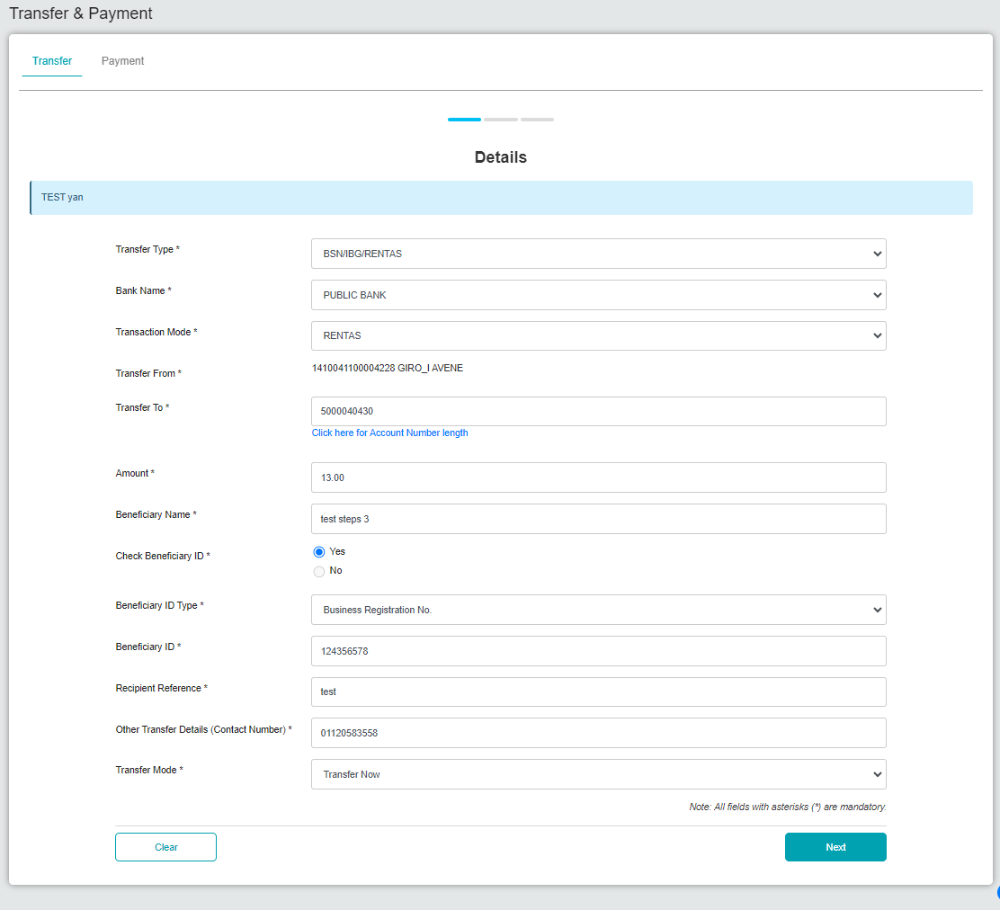 Transfer & Payment
Transfer Payment
Details
TEST yan
Transfer Type * BSN/IBG/RENTAS
Bank Name * PUBLIC BANK
Transaction Mode * RENTAS
Transfer From * 1410041100004228 GIRO_I AVENE
Transfer To * 5000040430
Click here for Account Number length
Amount * 13.00
Beneficiary Name * test steps 3
Check Beneficiary ID * Yes
No
Beneficiary ID Type * Business Registration No.
Beneficiary ID * 124356578
Recipient Reference * test
Other Transfer Details (Contact Number) * 01120583558
Transfer Mode * Transfer Now
Note: All fields with asterisks (*) are mandatory.
Clear Next